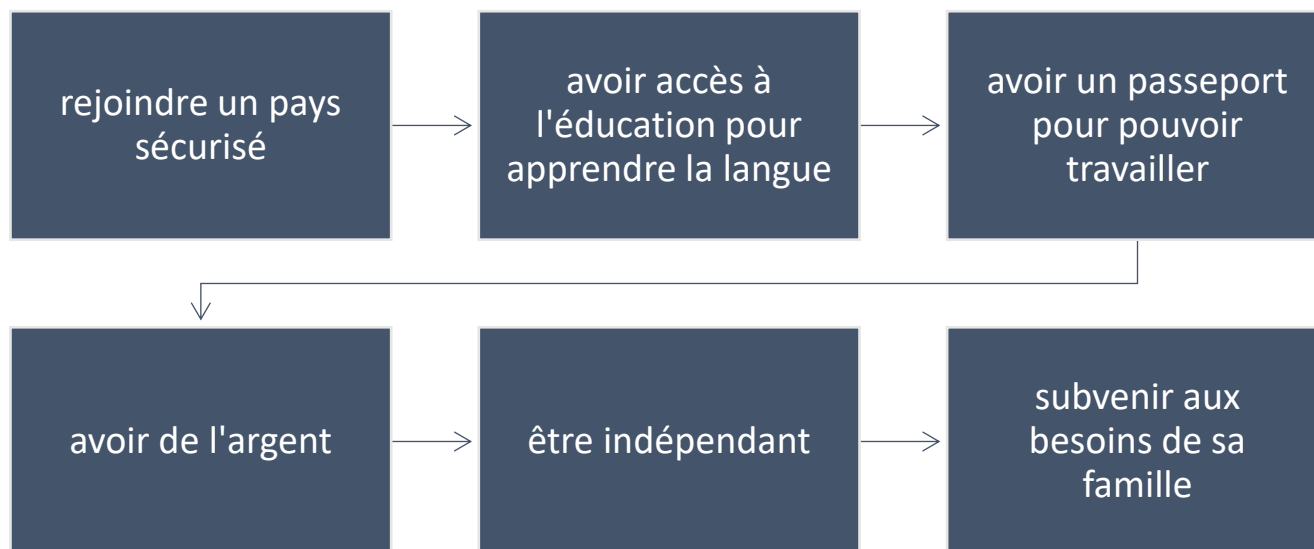 rejoindre un pays
sécurisé
avoir accès à
l'éducation pour
apprendre la langue
avoir un passeport
pour pouvoir
travailler
avoir de l'argent
être indépendant
subvenir aux
besoins de sa
famille